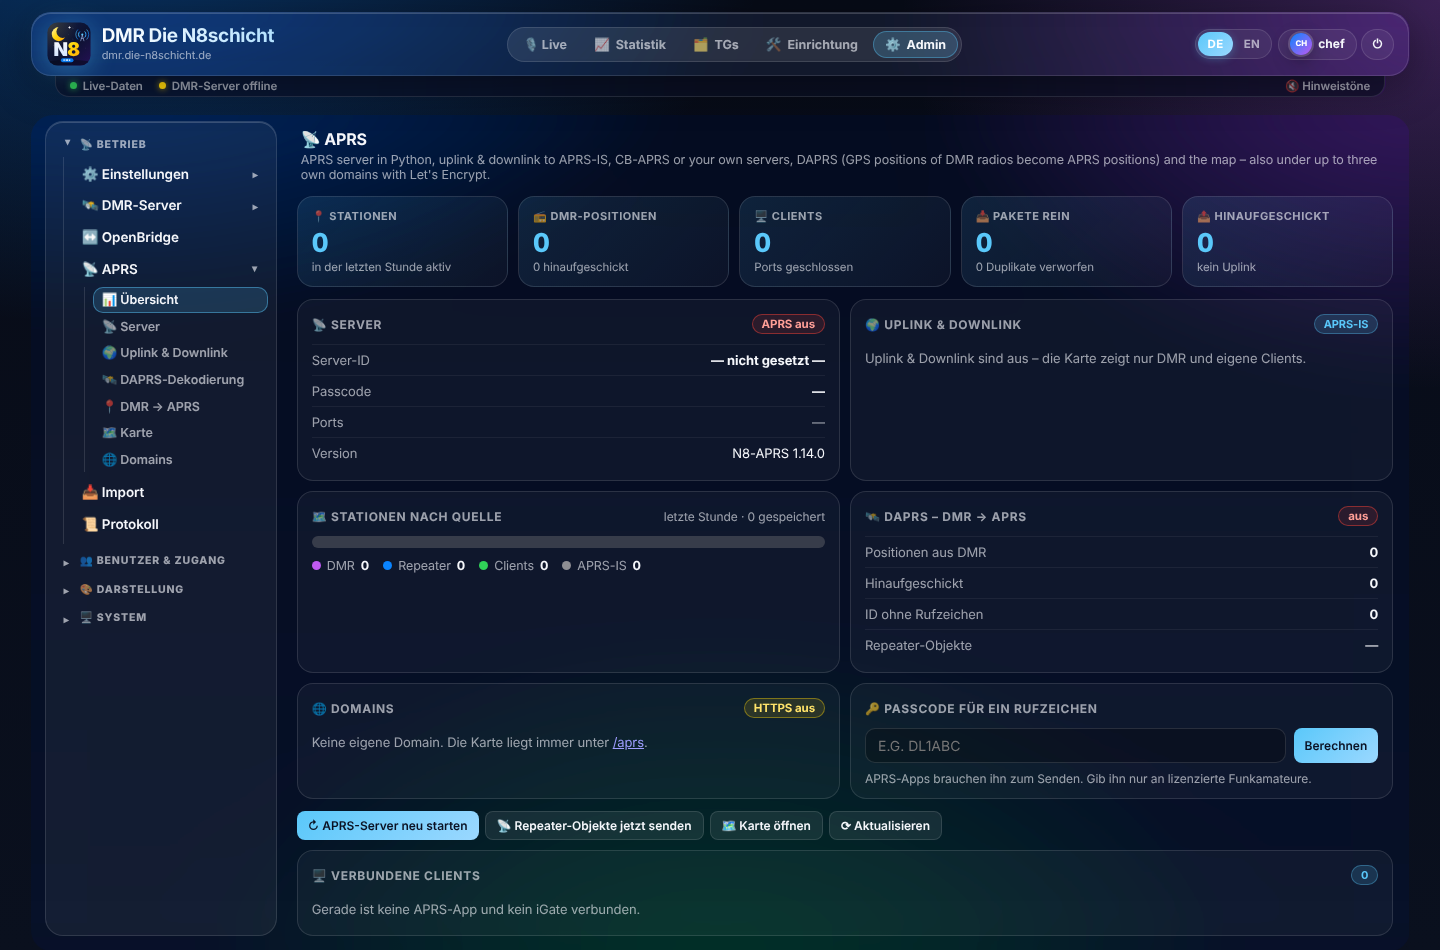 DMR Die N8schicht
dmr.die-n8schicht.de
N8
Live
Statistik
TGs
Einrichtung
Admin
DE
EN
CH
chef
Live-Daten
DMR-Server offline
Hinweistöne
BETRIEB
Einstellungen
DMR-Server
OpenBridge
APRS
Übersicht
Server
Uplink & Downlink
DAPRS-Dekodierung
DMR → APRS
Karte
Domains
Import
Protokoll
BENUTZER & ZUGANG
DARSTELLUNG
SYSTEM
APRS
APRS server in Python, uplink & downlink to APRS-IS, CB-APRS or your own servers, DAPRS (GPS positions of DMR radios become APRS positions) and the map – also under up to three
own domains with Let's Encrypt.
STATIONEN
0
in der letzten Stunde aktiv
DMR-POSITIONEN
0
0 hinaufgeschickt
CLIENTS
0
Ports geschlossen
PAKETE REIN
0
0 Duplikate verworfen
HINAUFGESCHICKT
0
kein Uplink
SERVER
APRS aus
Server-ID
— nicht gesetzt —
Passcode
—
Ports
—
Version
N8-APRS 1.14.0
UPLINK & DOWNLINK
APRS-IS
Uplink & Downlink sind aus – die Karte zeigt nur DMR und eigene Clients.
STATIONEN NACH QUELLE
letzte Stunde · 0 gespeichert
DMR 0
Repeater 0
Clients 0
APRS-IS 0
DAPRS – DMR → APRS
aus
Positionen aus DMR
0
Hinaufgeschickt
0
ID ohne Rufzeichen
0
Repeater-Objekte
—
DOMAINS
HTTPS aus
Keine eigene Domain. Die Karte liegt immer unter /aprs.
PASSCODE FÜR EIN RUFZEICHEN
E.G. DL1ABC
Berechnen
APRS-Apps brauchen ihn zum Senden. Gib ihn nur an lizenzierte Funkamateure.
↻ APRS-Server neu starten
Repeater-Objekte jetzt senden
Karte öffnen
⟳ Aktualisieren
VERBUNDENE CLIENTS
0
Gerade ist keine APRS-App und kein iGate verbunden.